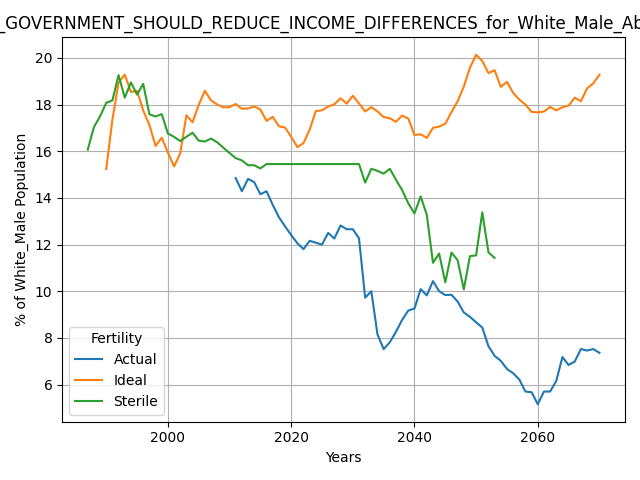 _GOVERNMENT_SHOULD_REDUCE_INCOME_DIFFERENCES_for_White_Male_Ab
20
18
16
14
12
10
8
6
% of White_Male Population
Fertility
Actual
Ideal
Sterile
2000
2020
2040
2060
Years